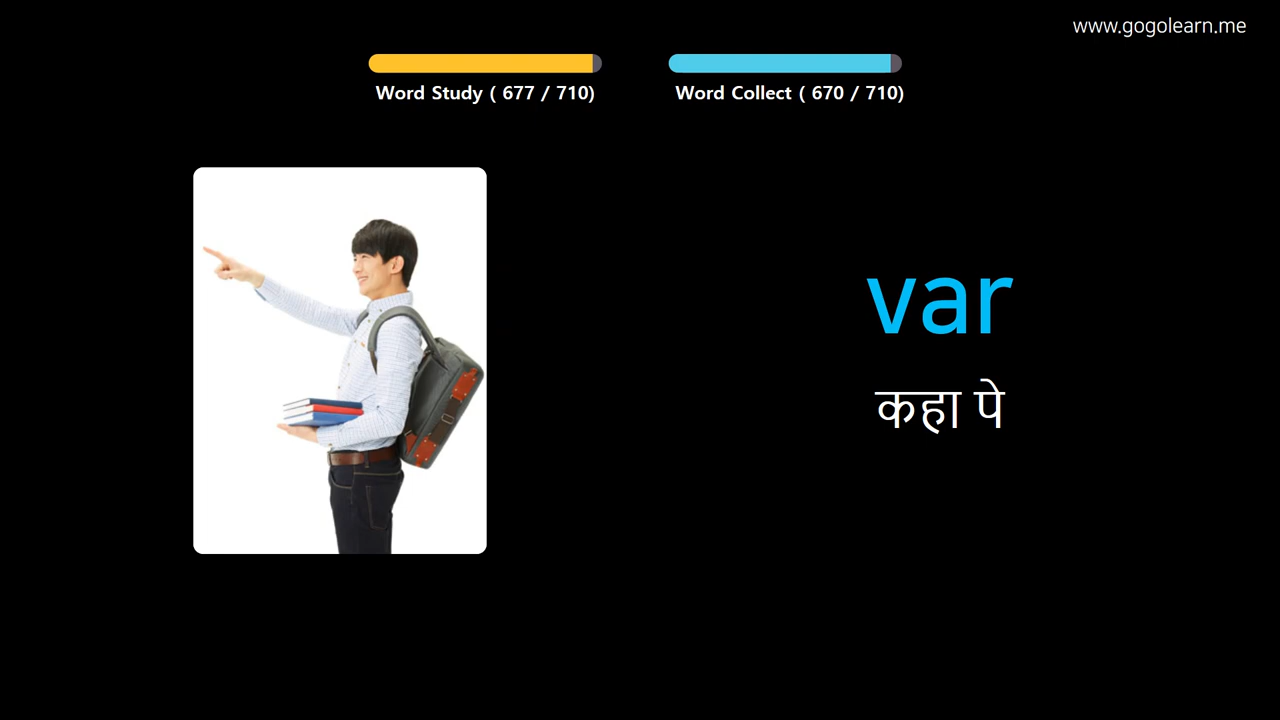 www.gogolearn.me
Word Study ( 677 / 710)
Word Collect ( 670 / 710)
var
कहा पे